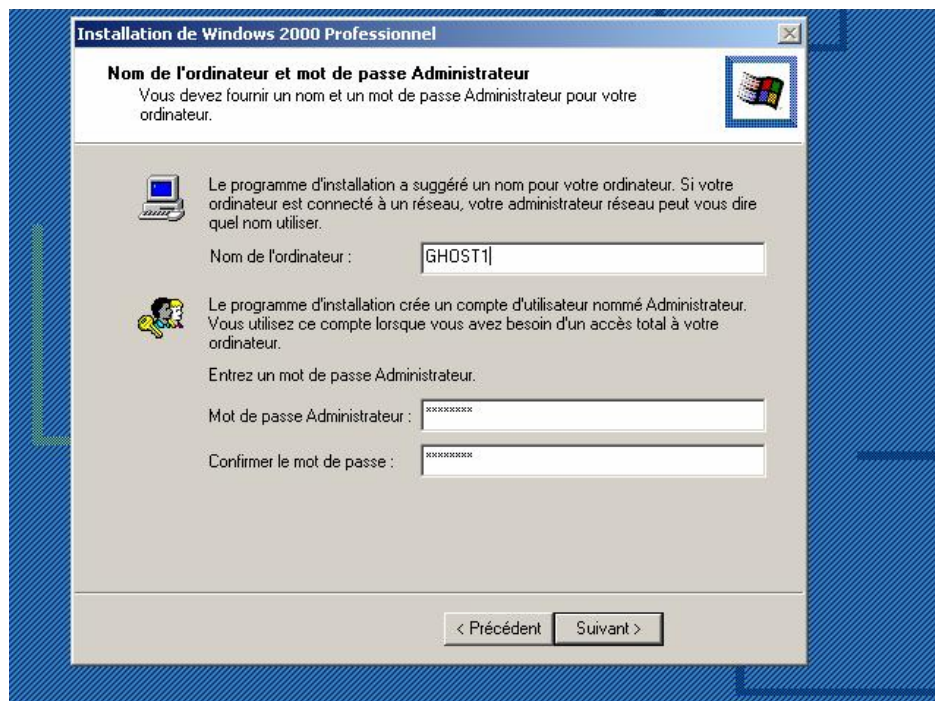 Installation de Windows 2000 Professionnel
Nom de l'ordinateur et mot de passe Administrateur
Vous devez fournir un nom et un mot de passe Administrateur pour votre
ordinateur.
Le programme d'installation a suggéré un nom pour votre ordinateur. Si votre
ordinateur est connecté à un réseau, votre administrateur réseau peut vous dire
quel nom utiliser.
Nom de l'ordinateur : GHOST1
Le programme d'installation crée un compte d'utilisateur nommé Administrateur.
Vous utilisez ce compte lorsque vous avez besoin d'un accès total à votre
ordinateur.
Entrez un mot de passe Administrateur.
Mot de passe Administrateur : ********
Confirmer le mot de passe : ********
< Précédent Suivant >